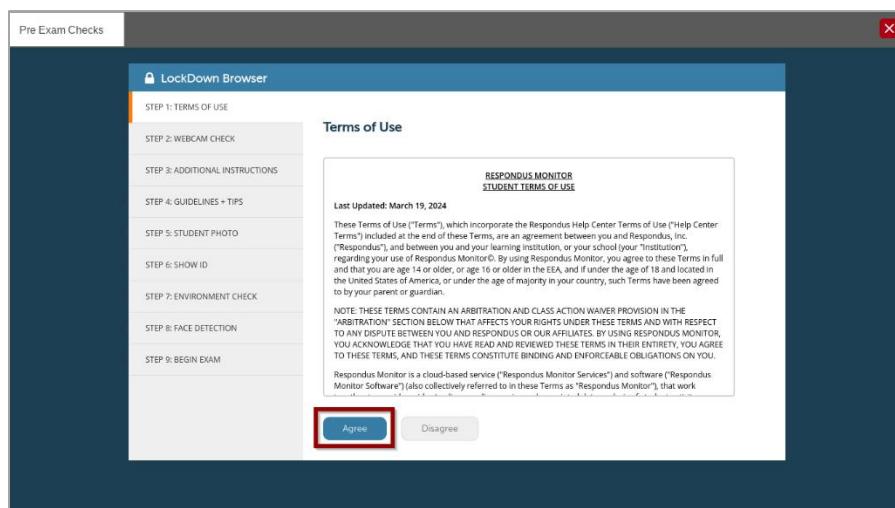 Pre Exam Checks
LockDown Browser
STEP 1: TERMS OF USE
STEP 2: WEBCAM CHECK
STEP 3: ADDITIONAL INSTRUCTIONS
STEP 4: GUIDELINES + TIPS
STEP 5: STUDENT PHOTO
STEP 6: SHOW ID
STEP 7: ENVIRONMENT CHECK
STEP 8: FACE DETECTION
STEP 9: BEGIN EXAM
Terms of Use
RESPONDUS MONITOR
STUDENT TERMS OF USE
Last Updated: March 19, 2024
These Terms of Use ("Terms"), which incorporate the Respondus Help Center Terms of Use ("Help Center
Terms") included at the end of these Terms, are an agreement between you and Respondus, Inc.
("Respondus"), and between you and your learning institution, or your school (your "Institution"),
regarding your use of Respondus Monitor©. By using Respondus Monitor, you agree to these Terms in full
and that you are age 14 or older, or age 16 or older in the EEA, and if under the age of 18 and located in
the United States of America, or under the age of majority in your country, such Terms have been agreed
to by your parent or guardian.
NOTE: THESE TERMS CONTAIN AN ARBITRATION AND CLASS ACTION WAIVER PROVISION IN THE
"ARBITRATION" SECTION BELOW THAT AFFECTS YOUR RIGHTS UNDER THESE TERMS AND WITH RESPECT
TO ANY DISPUTE BETWEEN YOU AND RESPONDUS OR OUR AFFILIATES. BY USING RESPONDUS MONITOR,
YOU ACKNOWLEDGE THAT YOU HAVE READ AND REVIEWED THESE TERMS IN THEIR ENTIRETY, YOU AGREE
TO THESE TERMS, AND THESE TERMS CONSTITUTE BINDING AND ENFORCEABLE OBLIGATIONS ON YOU.
Respondus Monitor is a cloud-based service ("Respondus Monitor Services") and software ("Respondus
Monitor Software") (also collectively referred to in these Terms as "Respondus Monitor"), that work
Agree
Disagree